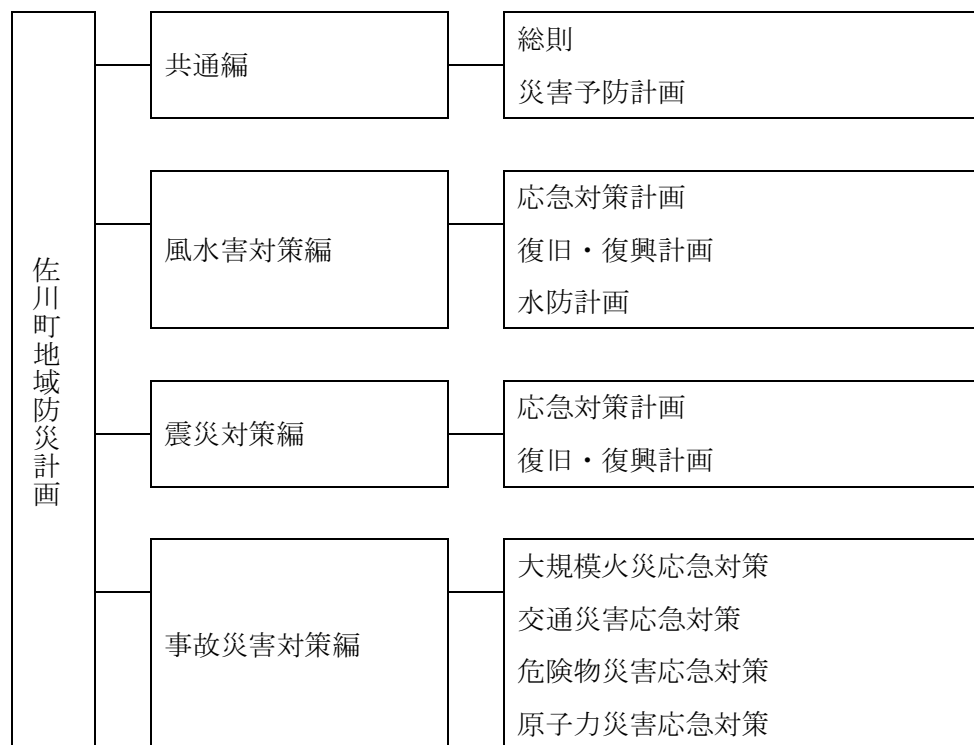 佐川町地域防災計画
共通編
総則
災害予防計画
風水害対策編
応急対策計画
復旧・復興計画
水防計画
震災対策編
応急対策計画
復旧・復興計画
事故災害対策編
大規模火災応急対策
交通災害応急対策
危険物災害応急対策
原子力災害応急対策